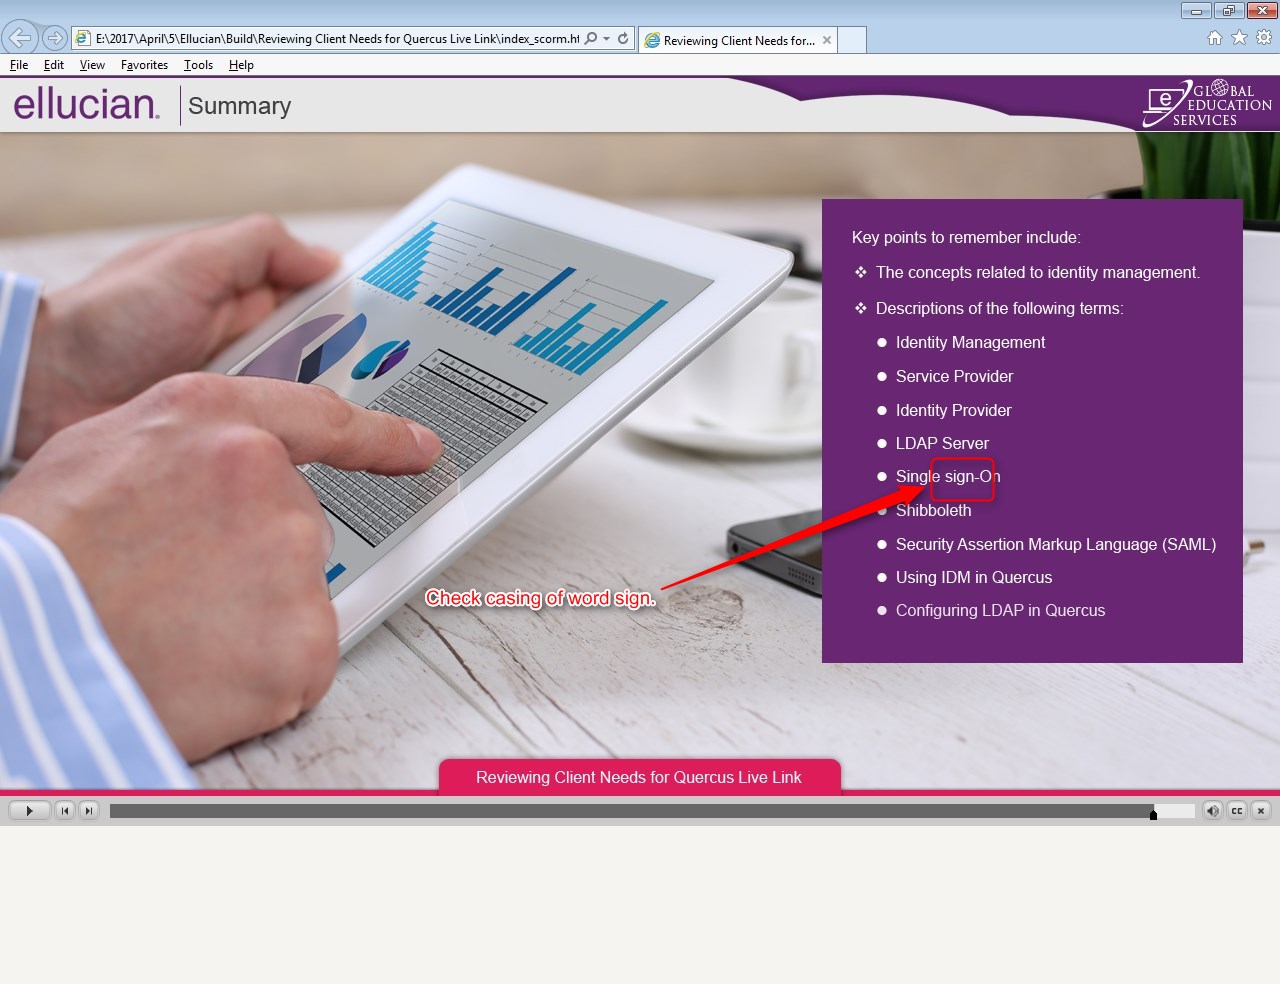 E:\2017\April\5\Ellucian\Build\Reviewing Client Needs for Quercus Live Link\index_scorm.ht
Reviewing Client Needs for...
File Edit View Favorites Tools Help
ellucian. Summary
e GLOBAL
EDUCATION
SERVICES
Key points to remember include:
The concepts related to identity management.
Descriptions of the following terms:
Identity Management
Service Provider
Identity Provider
LDAP Server
Single sign-On
Shibboleth
Security Assertion Markup Language (SAML)
Using IDM in Quercus
Configuring LDAP in Quercus
Check casing of word sign.
Reviewing Client Needs for Quercus Live Link
CC